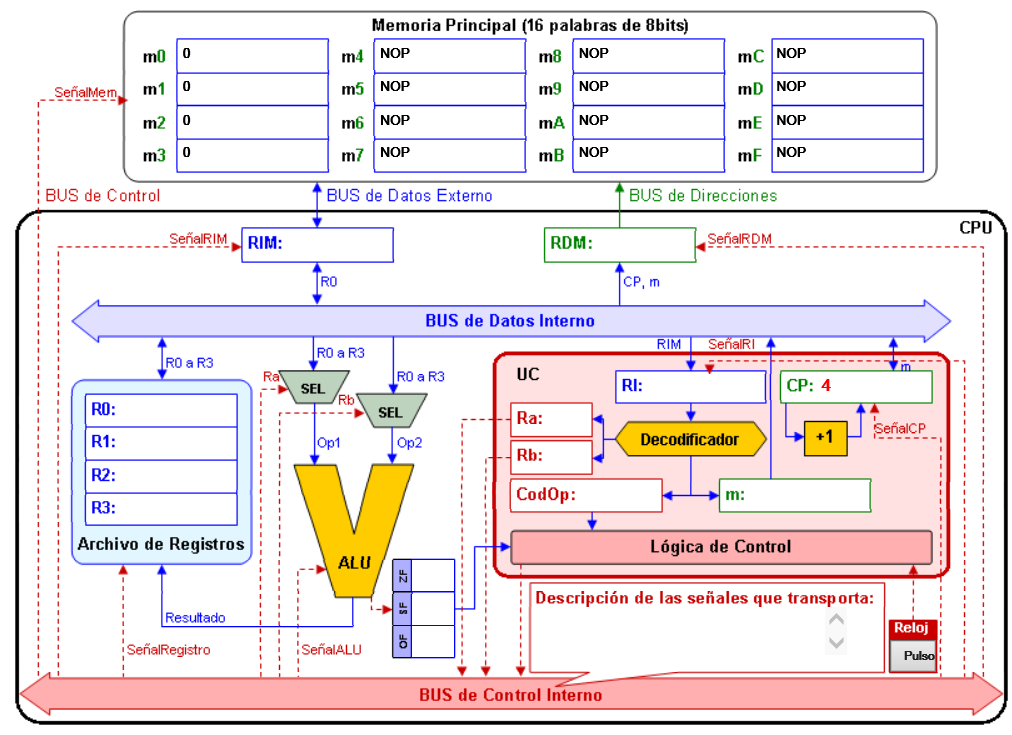 Memoria Principal (16 palabras de 8bits)
m0 0 m4 NOP m8 NOP mC NOP
m1 0 m5 NOP m9 NOP mD NOP
m2 0 m6 NOP mA NOP mE NOP
m3 0 m7 NOP mB NOP mF NOP
SeñalMem
BUS de Control
BUS de Datos Externo
BUS de Direcciones
CPU
SeñalRIM
RIM:
RDM:
SeñalRDM
R0
CP, m
BUS de Datos Interno
R0 a R3
R0 a R3
R0 a R3
RIM
SeñalRI
m
UC
Ra
SEL
Rb
SEL
RI:
CP: 4
R0:
R1:
R2:
R3:
Archivo de Registros
Op1
Op2
Ra:
Rb:
Decodificador
+1
SeñalCP
CodOp:
m:
Lógica de Control
ALU
ZF
SF
OF
Resultado
SeñalRegistro
SeñalALU
Descripción de las señales que transporta:
Reloj
Pulso
BUS de Control Interno